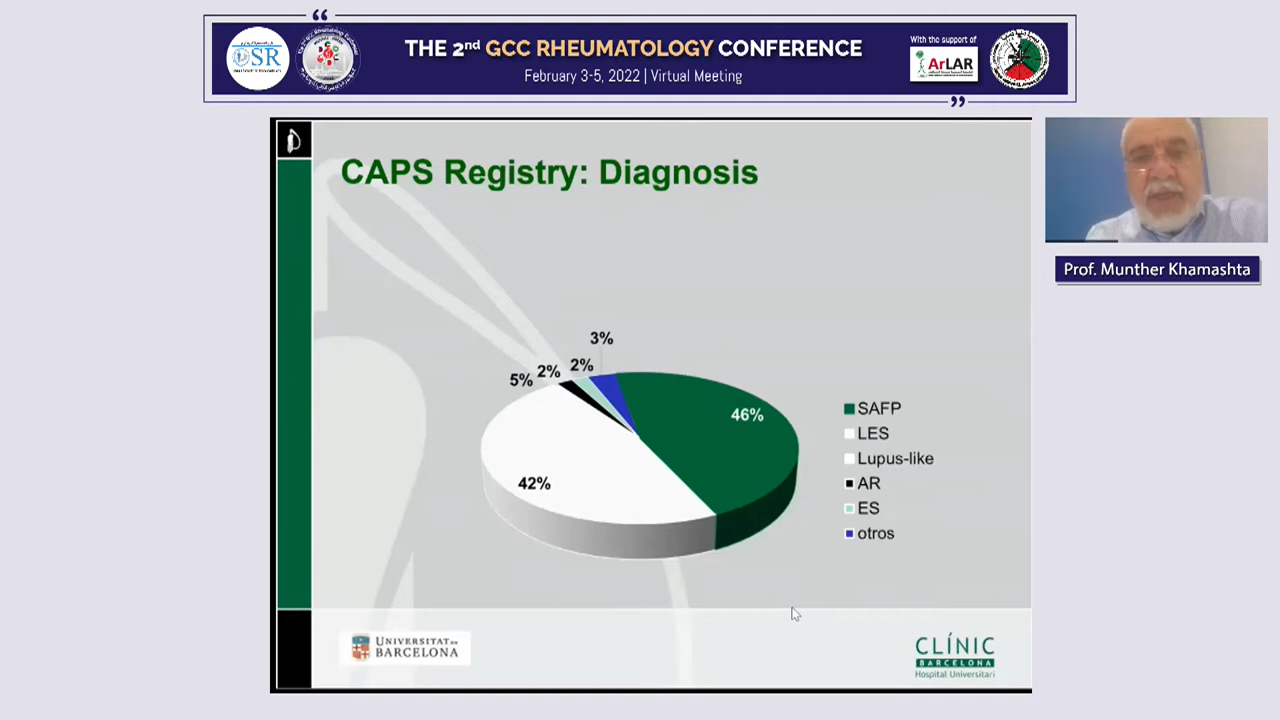 “
THE 2nd GCC RHEUMATOLOGY CONFERENCE
February 3-5, 2022 | Virtual Meeting
OSR
With the support of
ArLAR
”
CAPS Registry: Diagnosis
Prof. Munther Khamashta
3%
2%
2%
5%
46%
42%
SAFP
LES
Lupus-like
AR
ES
otros
UNIVERSITAT DE
BARCELONA
CLÍNIC
BARCELONA
Hospital Universitari